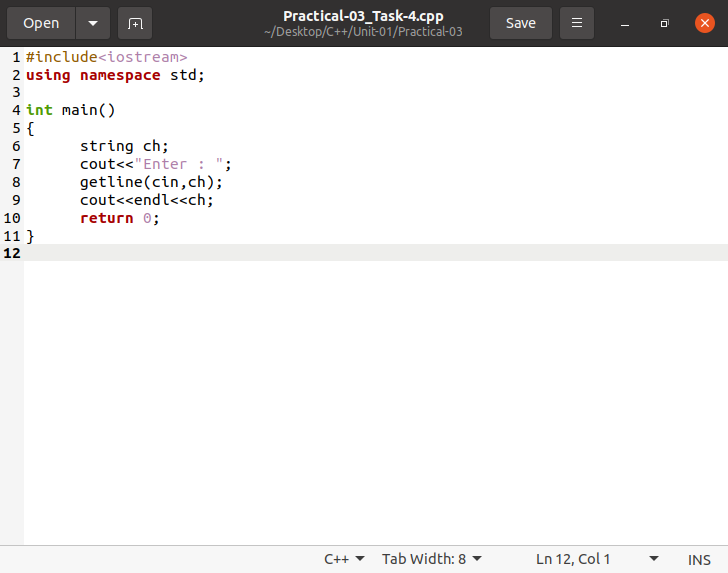 Open
Practical-03_Task-4.cpp
~/Desktop/C++/Unit-01/Practical-03
Save
1 #include<iostream>
2 using namespace std;
3
4 int main()
5 {
6 string ch;
7 cout<<"Enter : ";
8 getline(cin,ch);
9 cout<<endl<<ch;
10 return 0;
11 }
12
C++ Tab Width: 8 Ln 12, Col 1 INS